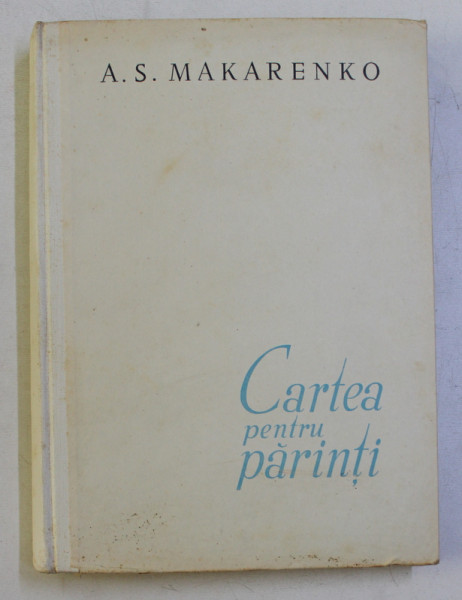 A. S. MAKARENKO
Cartea
pentru
părinți